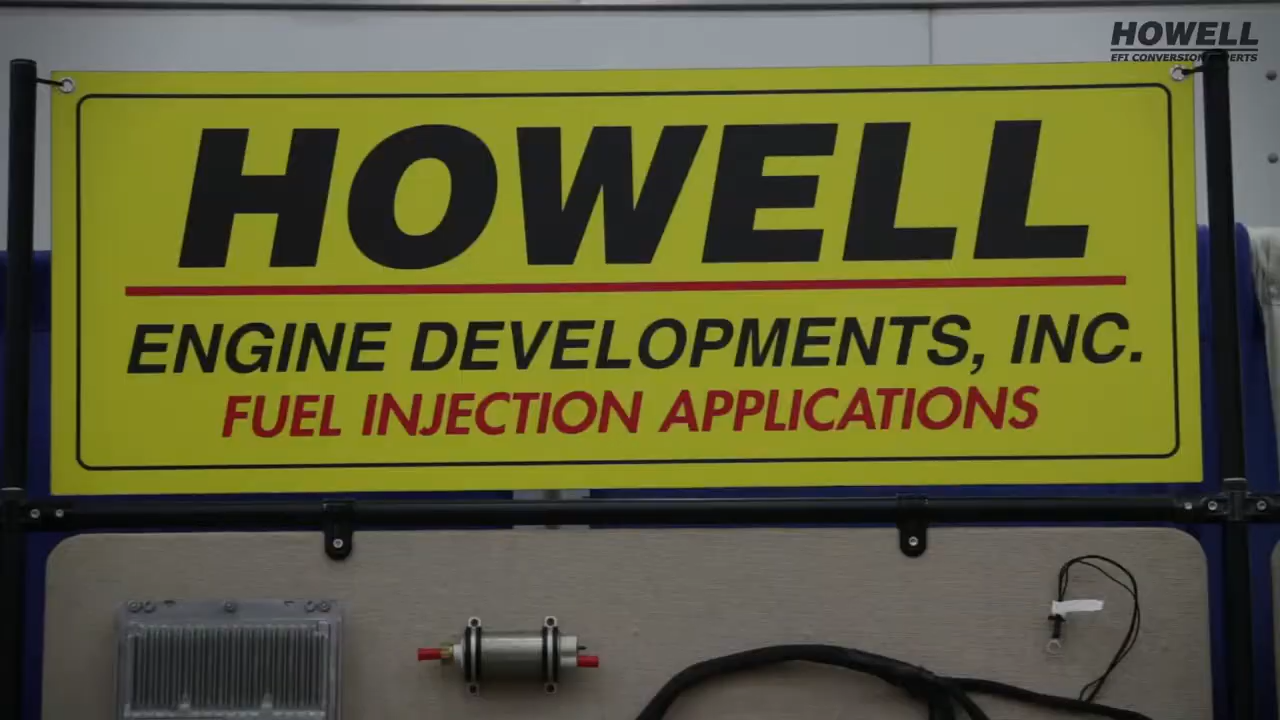 HOWELL
EFI CONVERSION EXPERTS
HOWELL
ENGINE DEVELOPMENTS, INC.
FUEL INJECTION APPLICATIONS